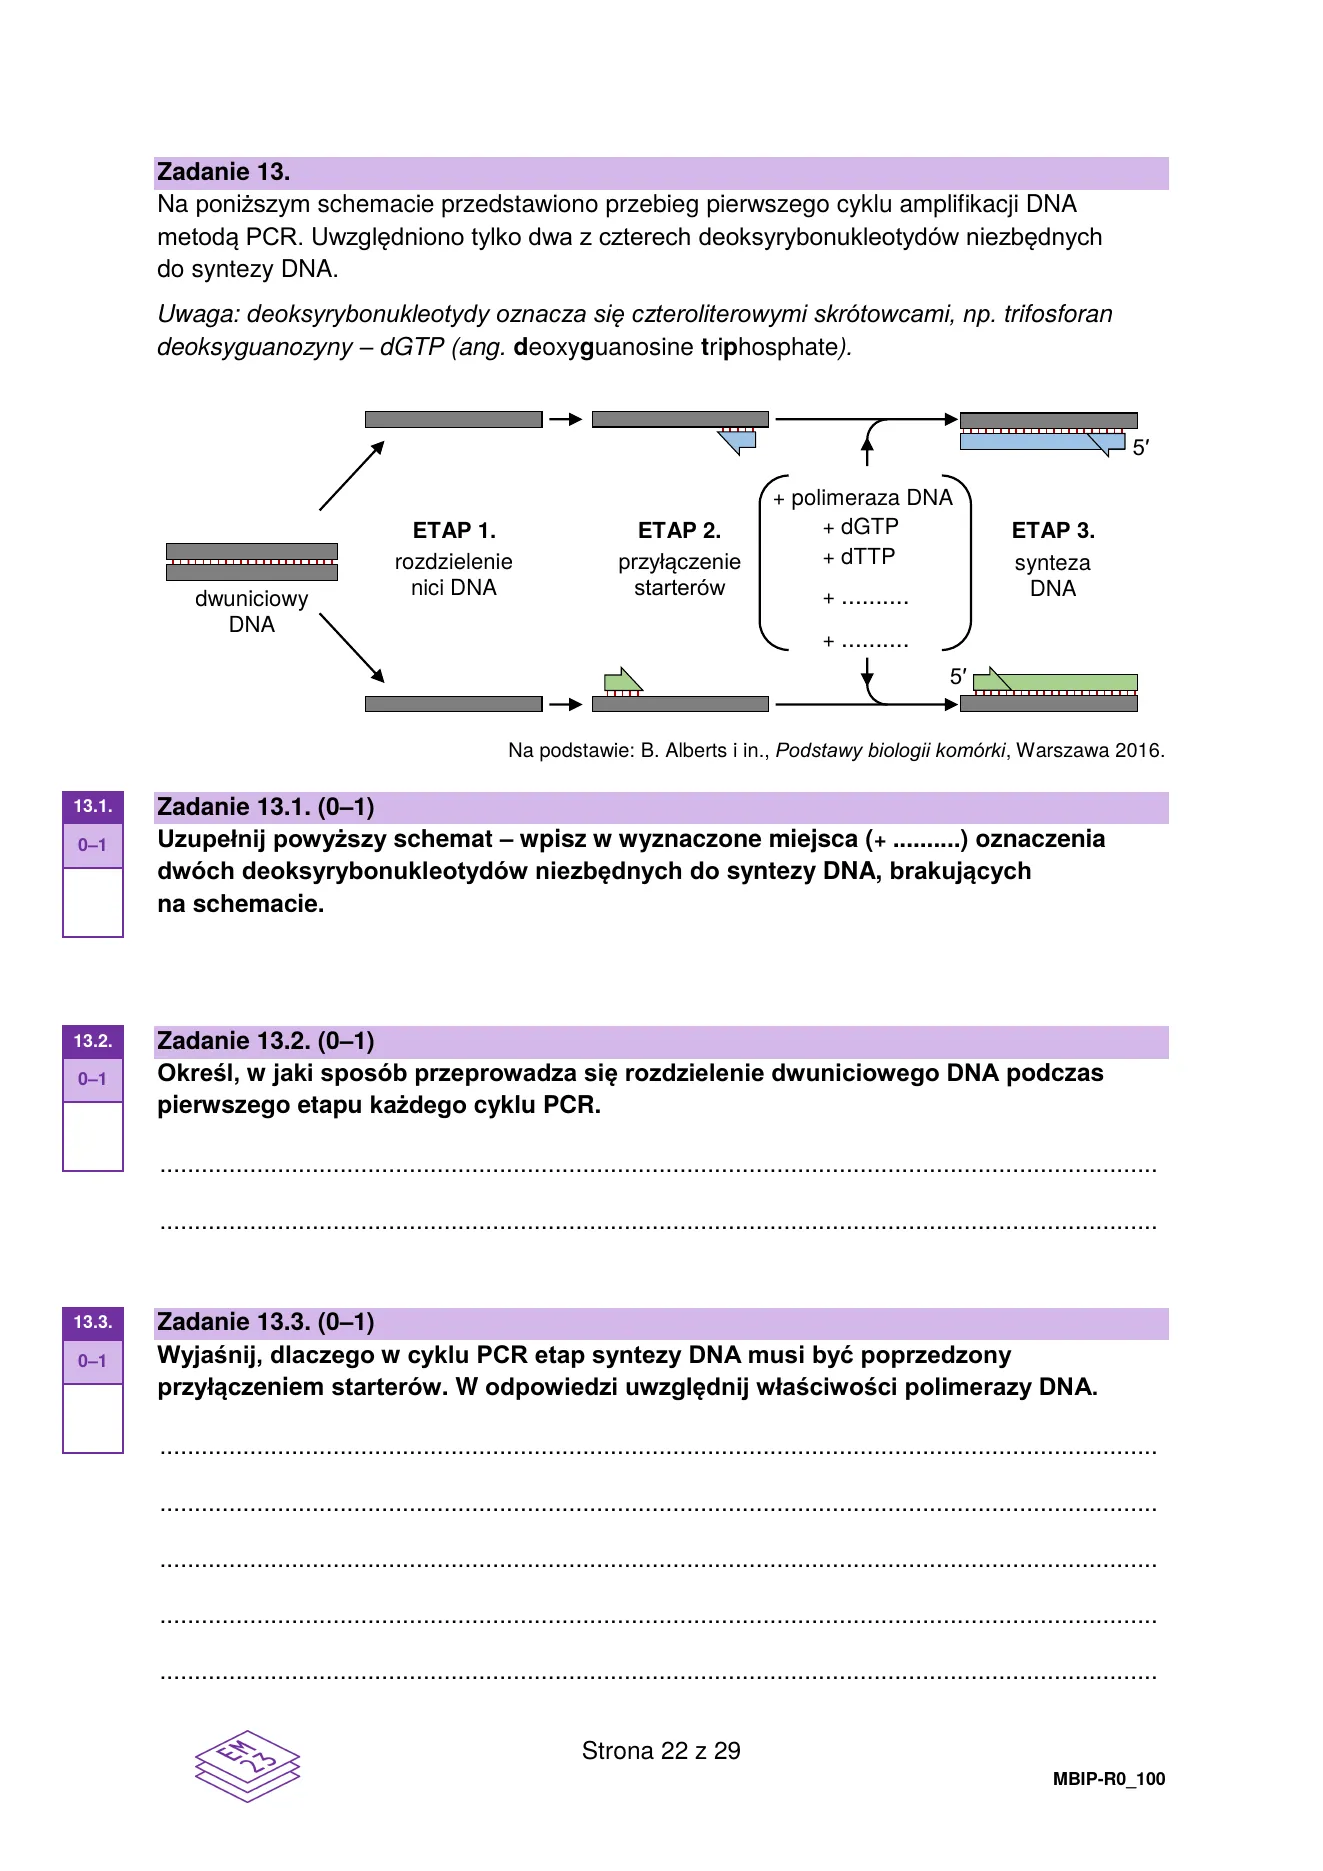 Zadanie 13.
Na poniższym schemacie przedstawiono przebieg pierwszego cyklu amplifikacji DNA
metodą PCR. Uwzględniono tylko dwa z czterech deoksyrybonukleotydów niezbędnych
do syntezy DNA.
Uwaga: deoksyrybonukleotydy oznacza się czteroliterowymi skrótowcami, np. trifosforan
deoksyguanozyny – dGTP (ang. deoxyguanosine triphosphate).
5′
+ polimeraza DNA
+ dGTP
+ dTTP
+ ..........
+ ..........
ETAP 1.
rozdzielenie
nici DNA
ETAP 2.
przyłączenie
starterów
ETAP 3.
synteza
DNA
dwuniciowy
DNA
5′
Na podstawie: B. Alberts i in., Podstawy biologii komórki, Warszawa 2016.
13.1.
0–1
Zadanie 13.1. (0–1)
Uzupełnij powyższy schemat – wpisz w wyznaczone miejsca (+ ..........) oznaczenia
dwóch deoksyrybonukleotydów niezbędnych do syntezy DNA, brakujących
na schemacie.
13.2.
0–1
Zadanie 13.2. (0–1)
Określ, w jaki sposób przeprowadza się rozdzielenie dwuniciowego DNA podczas
pierwszego etapu każdego cyklu PCR.
13.3.
0–1
Zadanie 13.3. (0–1)
Wyjaśnij, dlaczego w cyklu PCR etap syntezy DNA musi być poprzedzony
przyłączeniem starterów. W odpowiedzi uwzględnij właściwości polimerazy DNA.
EM
23
Strona 22 z 29
MBIP-R0_100